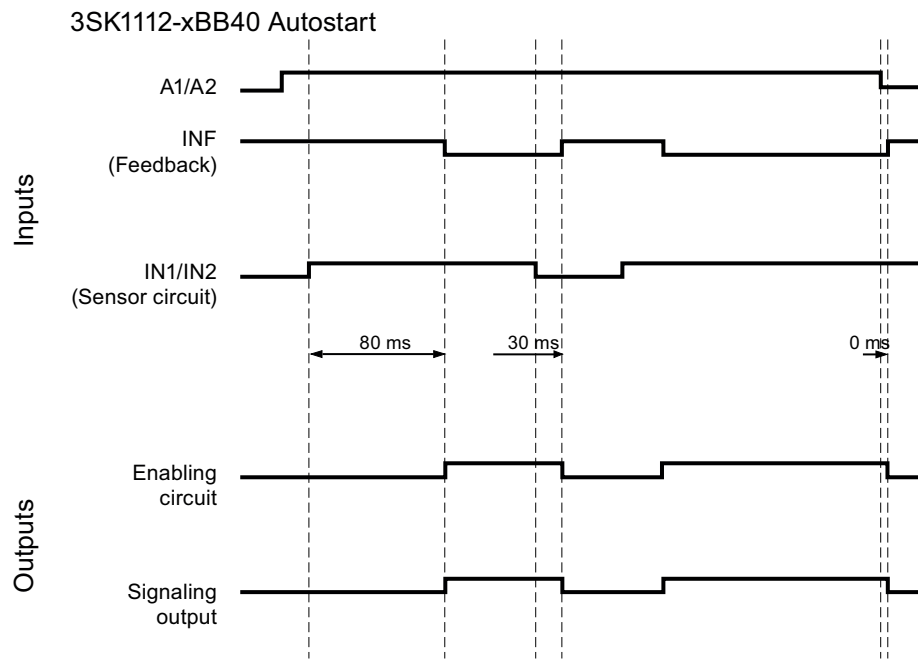 3SK1112-xBB40 Autostart
A1/A2
INF
(Feedback)
Inputs
IN1/IN2
(Sensor circuit)
80 ms
30 ms
0 ms
Enabling
circuit
Outputs
Signaling
output